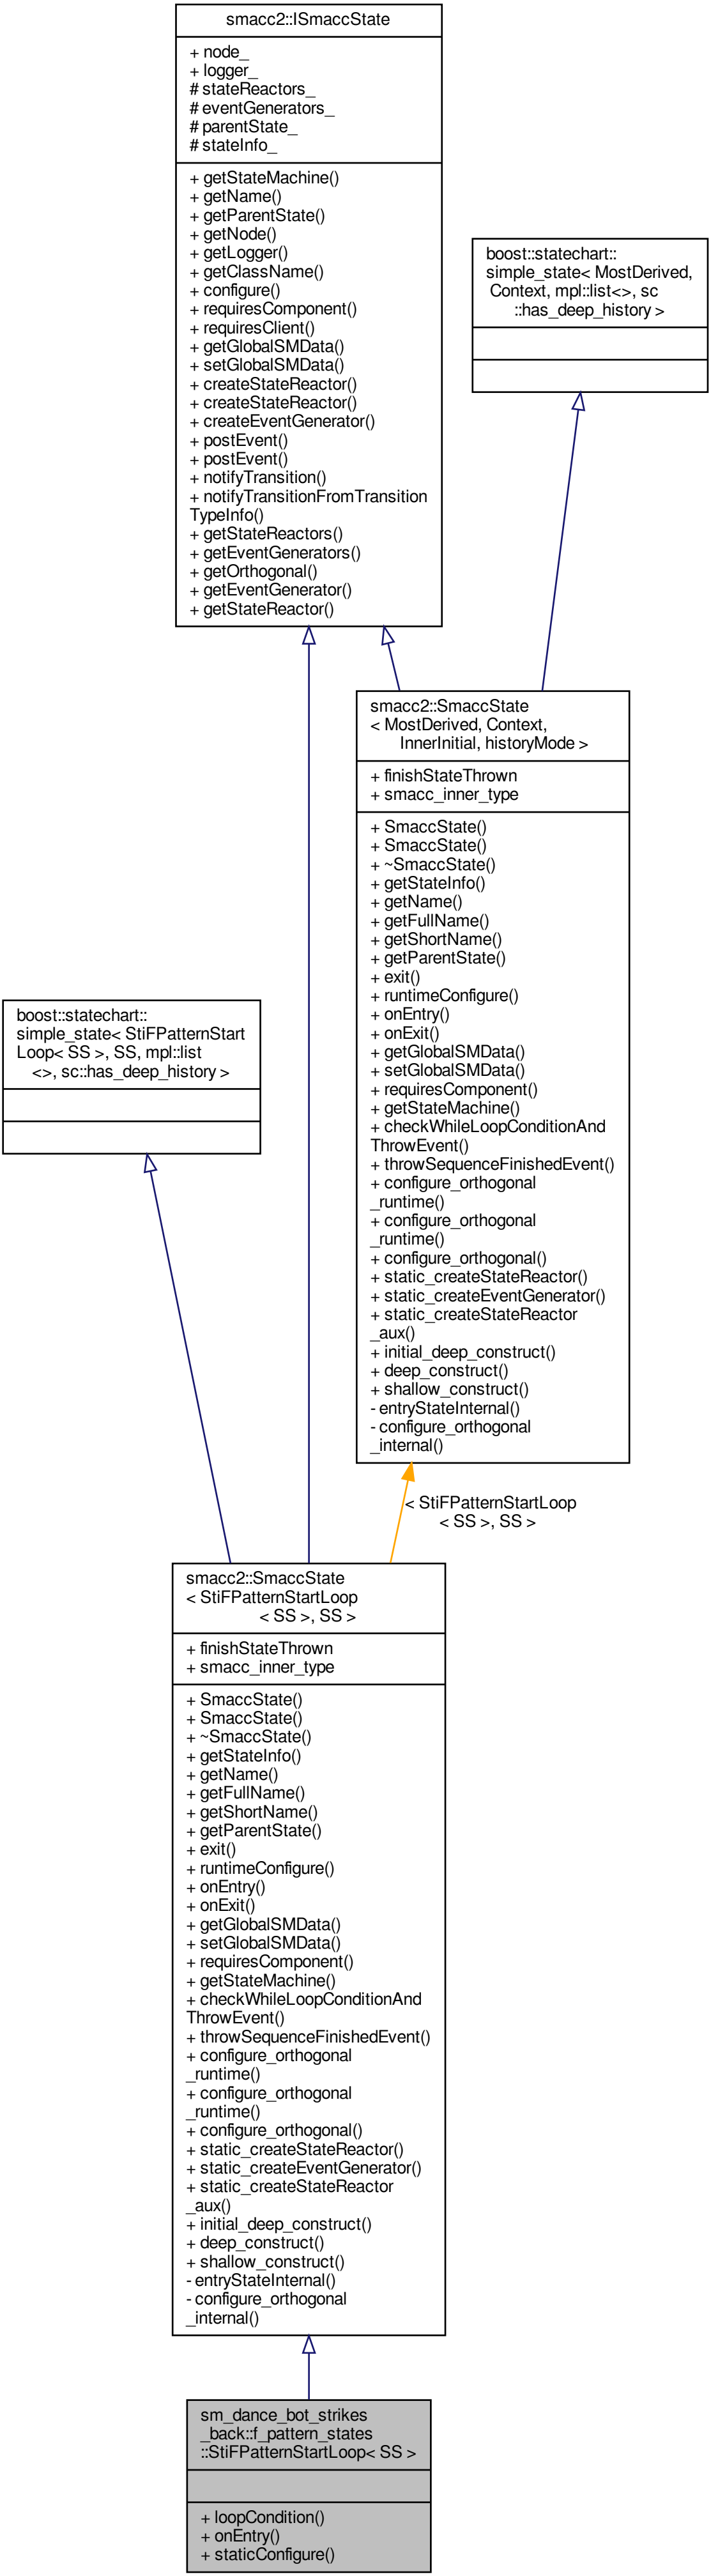 smacc2::ISmaccState
+ node_
+ logger_
# stateReactors_
# eventGenerators_
# parentState_
# stateInfo_
+ getStateMachine()
+ getName()
+ getParentState()
+ getNode()
+ getLogger()
+ getClassName()
+ configure()
+ requiresComponent()
+ requiresClient()
+ getGlobalSMData()
+ setGlobalSMData()
+ createStateReactor()
+ createStateReactor()
+ createEventGenerator()
+ postEvent()
+ postEvent()
+ notifyTransition()
+ notifyTransitionFromTransition
TypeInfo()
+ getStateReactors()
+ getEventGenerators()
+ getOrthogonal()
+ getEventGenerator()
+ getStateReactor()
boost::statechart::
simple_state< MostDerived,
Context, mpl::list<>, sc
::has_deep_history >
smacc2::SmaccState
< MostDerived, Context,
InnerInitial, historyMode >
+ finishStateThrown
+ smacc_inner_type
+ SmaccState()
+ SmaccState()
+ ~SmaccState()
+ getStateInfo()
+ getName()
+ getFullName()
+ getShortName()
+ getParentState()
+ exit()
+ runtimeConfigure()
+ onEntry()
+ onExit()
+ getGlobalSMData()
+ setGlobalSMData()
+ requiresComponent()
+ getStateMachine()
+ checkWhileLoopConditionAnd
ThrowEvent()
+ throwSequenceFinishedEvent()
+ configure_orthogonal
_runtime()
+ configure_orthogonal
_runtime()
+ configure_orthogonal()
+ static_createStateReactor()
+ static_createEventGenerator()
+ static_createStateReactor
_aux()
+ initial_deep_construct()
+ deep_construct()
+ shallow_construct()
- entryStateInternal()
- configure_orthogonal
_internal()
boost::statechart::
simple_state< StiFPatternStart
Loop< SS >, SS, mpl::list
<>, sc::has_deep_history >
< StiFPatternStartLoop
< SS >, SS >
smacc2::SmaccState
< StiFPatternStartLoop
< SS >, SS >
+ finishStateThrown
+ smacc_inner_type
+ SmaccState()
+ SmaccState()
+ ~SmaccState()
+ getStateInfo()
+ getName()
+ getFullName()
+ getShortName()
+ getParentState()
+ exit()
+ runtimeConfigure()
+ onEntry()
+ onExit()
+ getGlobalSMData()
+ setGlobalSMData()
+ requiresComponent()
+ getStateMachine()
+ checkWhileLoopConditionAnd
ThrowEvent()
+ throwSequenceFinishedEvent()
+ configure_orthogonal
_runtime()
+ configure_orthogonal
_runtime()
+ configure_orthogonal()
+ static_createStateReactor()
+ static_createEventGenerator()
+ static_createStateReactor
_aux()
+ initial_deep_construct()
+ deep_construct()
+ shallow_construct()
- entryStateInternal()
- configure_orthogonal
_internal()
sm_dance_bot_strikes
_back::f_pattern_states
::StiFPatternStartLoop< SS >
+ loopCondition()
+ onEntry()
+ staticConfigure()